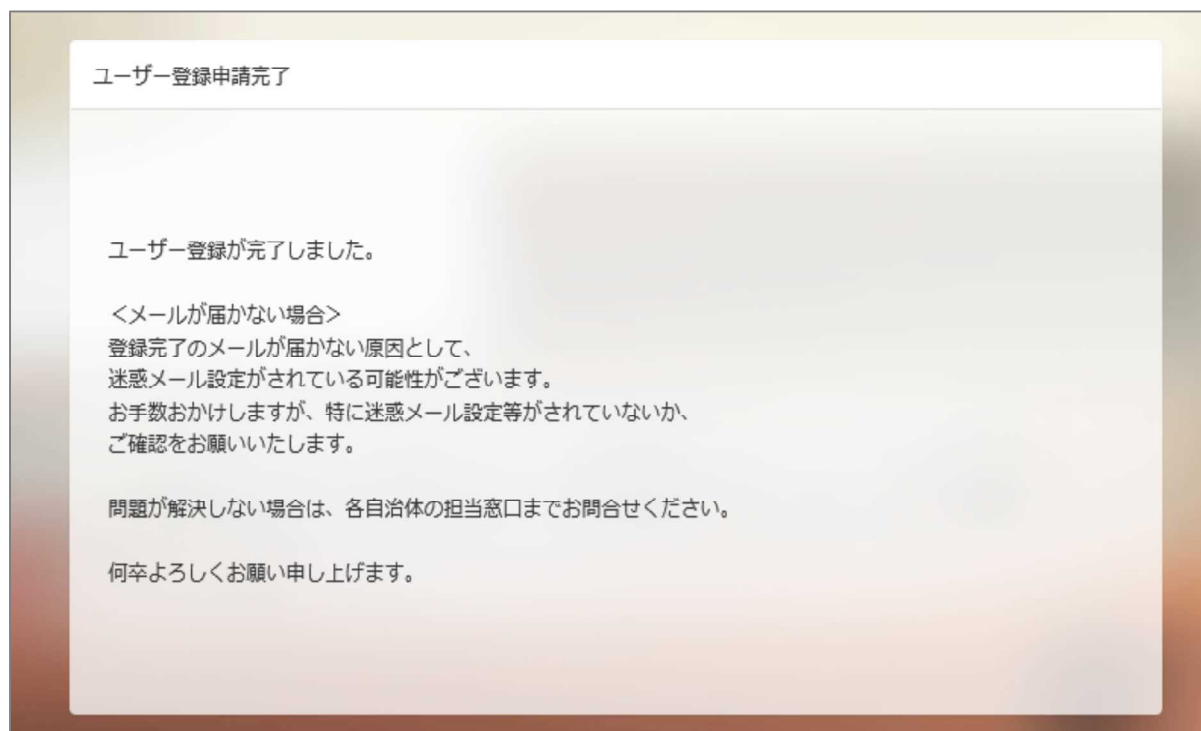 ユーザー登録申請完了
ユーザー登録が完了しました。
＜メールが届かない場合＞
登録完了のメールが届かない原因として、
迷惑メール設定がされている可能性がございます。
お手数おかけしますが、特に迷惑メール設定等がされていないか、
ご確認をお願いいたします。
問題が解決しない場合は、各自治体の担当窓口までお問合せください。
何卒よろしくお願い申し上げます。